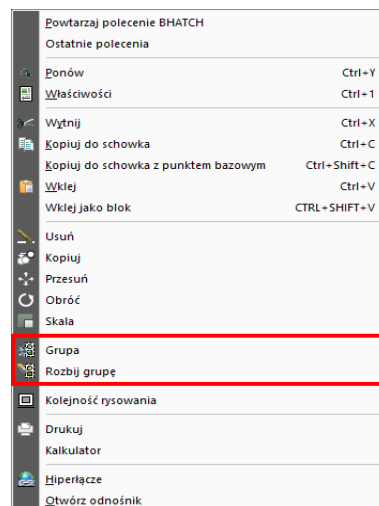 Powtarzaj polecenie BHATCH
Ostatnie polecenia
Ponów Ctrl+Y
Właściwości Ctrl+1
Wytnij Ctrl+X
Kopiuj do schowka Ctrl+C
Kopiuj do schowka z punktem bazowym Ctrl+Shift+C
Wklej Ctrl+V
Wklej jako blok CTRL+SHIFT+V
Usuń
Kopiuj
Przesuń
Obróć
Skala
Grupa
Rozbij grupę
Kolejność rysowania
Drukuj
Kalkulator
Hiperłącze
Otwórz odnośnik